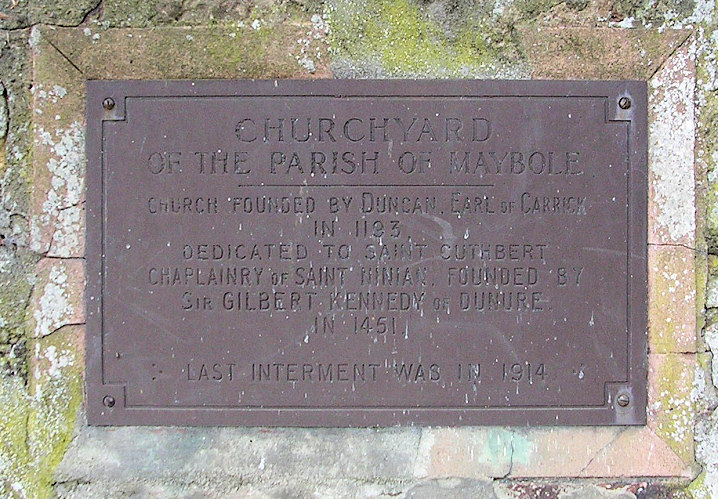 CHURCHYARD
OF THE PARISH OF MAYBOLE
CHURCH FOUNDED BY DUNCAN, EARL OF CARRICK
IN 1193.
DEDICATED TO SAINT CUTHBERT
CHAPLAINRY OF SAINT NINIAN, FOUNDED BY
SIR GILBERT KENNEDY OF DUNURE.
IN 1451.
LAST INTERMENT WAS IN 1914